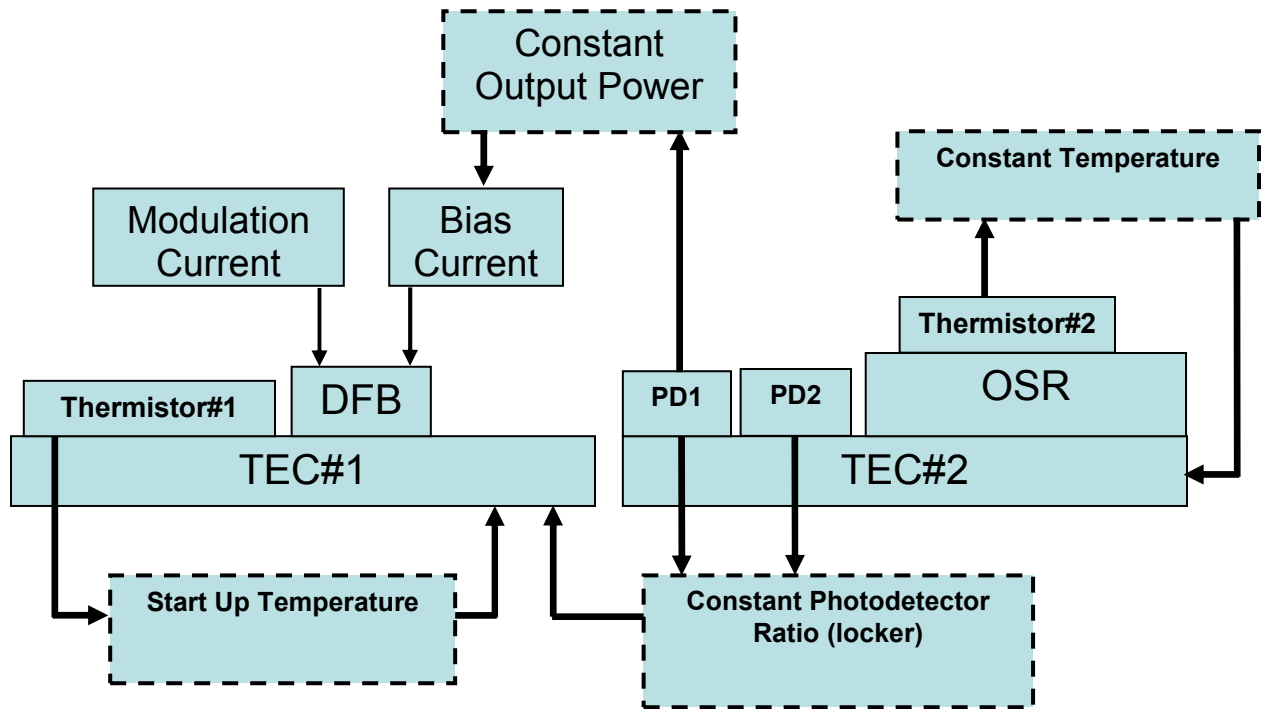 Constant
Output Power
Constant Temperature
Modulation
Current
Bias
Current
Thermistor#2
Thermistor#1
DFB
PD1
PD2
OSR
TEC#1
TEC#2
Start Up Temperature
Constant Photodetector
Ratio (locker)